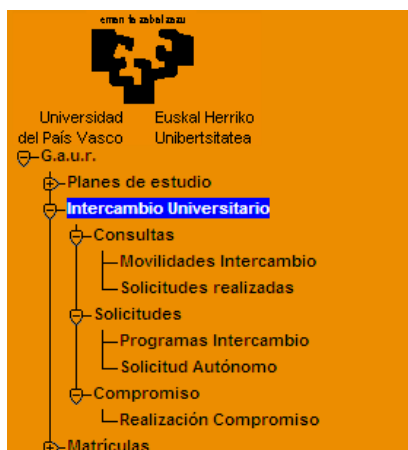 eman ta zabal zazu
Universidad Euskal Herriko
del País Vasco Unibertsitatea
G.a.u.r.
Planes de estudio
Intercambio Universitario
Consultas
Movilidades Intercambio
Solicitudes realizadas
Solicitudes
Programas Intercambio
Solicitud Autónomo
Compromiso
Realización Compromiso
Matrículas